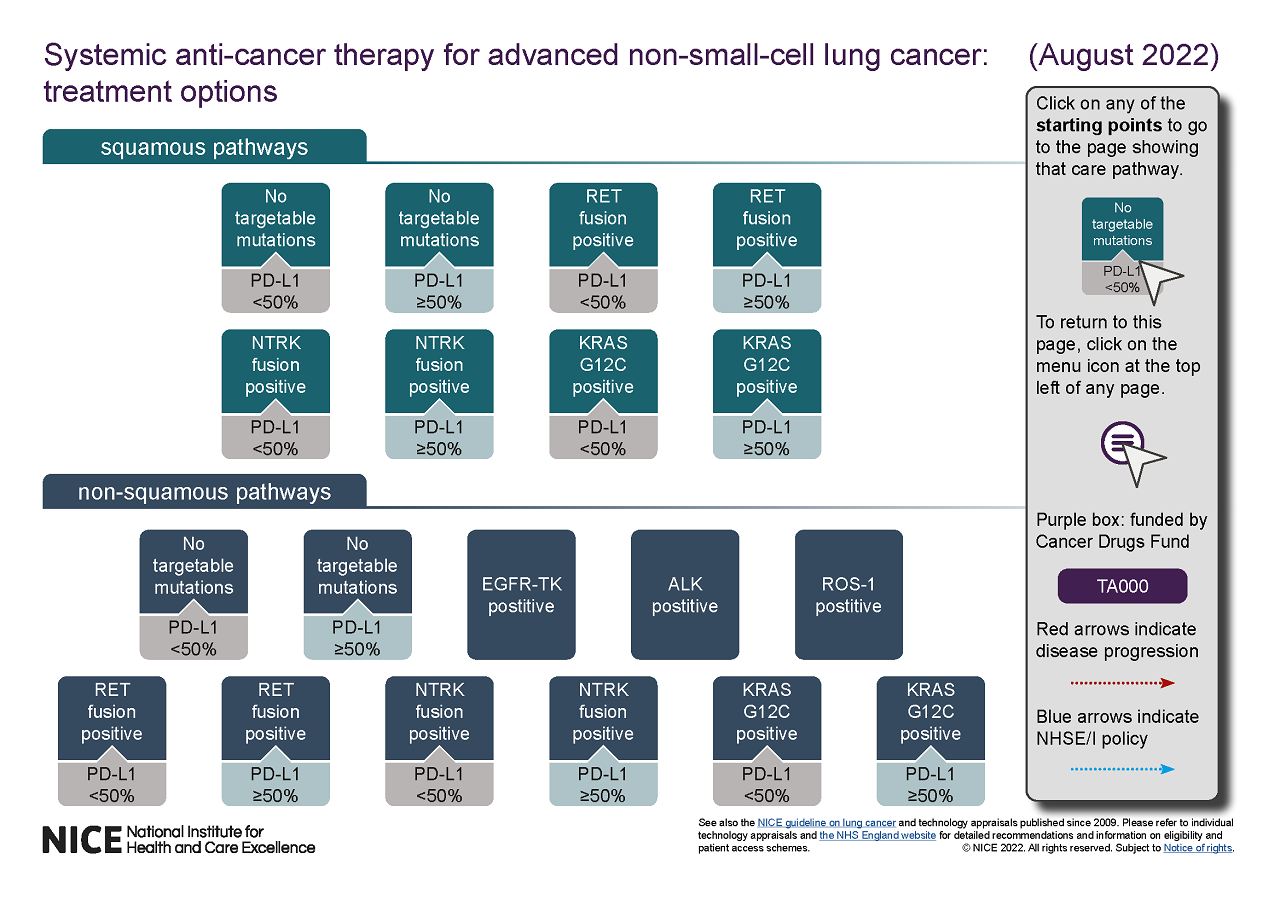 Systemic anti-cancer therapy for advanced non-small-cell lung cancer: (August 2022)
treatment options
squamous pathways
No
targetable
mutations
PD-L1
<50%
No
targetable
mutations
PD-L1
≥50%
RET
fusion
positive
PD-L1
<50%
RET
fusion
positive
PD-L1
≥50%
NTRK
fusion
positive
PD-L1
<50%
NTRK
fusion
positive
PD-L1
≥50%
KRAS
G12C
positive
PD-L1
<50%
KRAS
G12C
positive
PD-L1
≥50%
non-squamous pathways
No
targetable
mutations
PD-L1
<50%
No
targetable
mutations
PD-L1
≥50%
EGFR-TK
postitive
ALK
postitive
ROS-1
postitive
RET
fusion
positive
PD-L1
<50%
RET
fusion
positive
PD-L1
≥50%
NTRK
fusion
positive
PD-L1
<50%
NTRK
fusion
positive
PD-L1
≥50%
KRAS
G12C
positive
PD-L1
<50%
KRAS
G12C
positive
PD-L1
≥50%
Click on any of the
starting points to go
to the page showing
that care pathway.
No
targetable
mutations
PD-L1
<50%
To return to this
page, click on the
menu icon at the top
left of any page.
Purple box: funded by
Cancer Drugs Fund
TA000
Red arrows indicate
disease progression
Blue arrows indicate
NHSE/I policy
NICE National Institute for
Health and Care Excellence
See also the NICE guideline on lung cancer and technology appraisals published since 2009. Please refer to individual
technology appraisals and the NHS England website for detailed recommendations and information on eligibility and
patient access schemes. © NICE 2022. All rights reserved. Subject to Notice of rights.